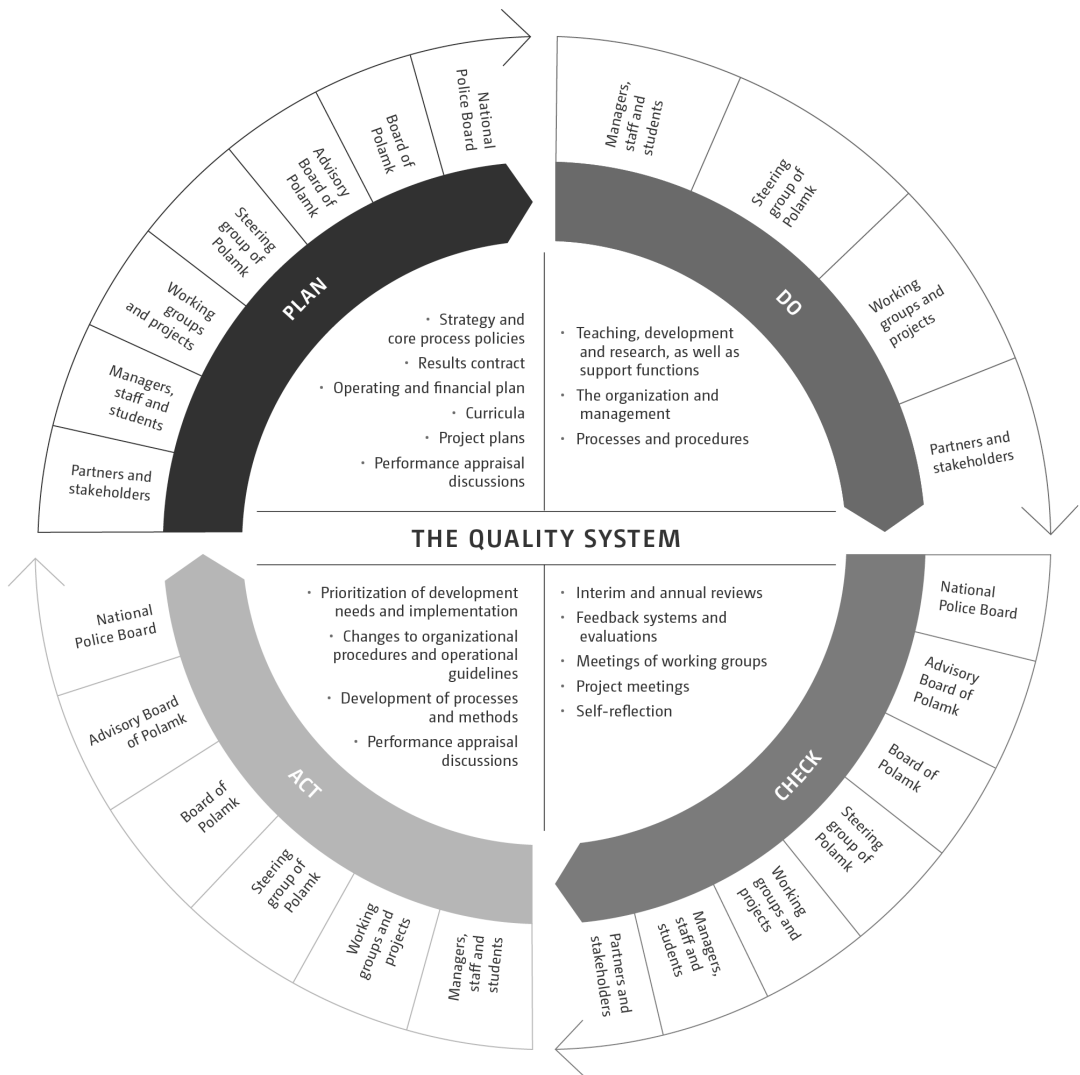 National
Police Board
Board of
Polamk
Advisory
Board of
Polamk
Steering
group of
Polamk
Working
groups
and projects
Managers,
staff and
students
Partners and
stakeholders
PLAN
• Strategy and
core process policies
• Results contract
• Operating and financial plan
• Curricula
• Project plans
• Performance appraisal
discussions
Managers,
staff and
students
Steering
group of
Polamk
Working
groups and
projects
Partners and
stakeholders
DO
• Teaching, development
and research, as well as
support functions
• The organization and
management
• Processes and procedures
THE QUALITY SYSTEM
National
Police Board
Advisory Board
of Polamk
Board of
Polamk
Steering
group of
Polamk
Working
groups and
projects
Managers,
staff and
students
ACT
• Prioritization of development
needs and implementation
• Changes to organizational
procedures and operational
guidelines
• Development of processes
and methods
• Performance appraisal
discussions
• Interim and annual reviews
• Feedback systems and
evaluations
• Meetings of working groups
• Project meetings
• Self-reflection
CHECK
National
Police Board
Advisory
Board of
Polamk
Board of
Polamk
Steering
group of
Polamk
Working
groups and
projects
Managers,
staff and
students
Partners and
stakeholders